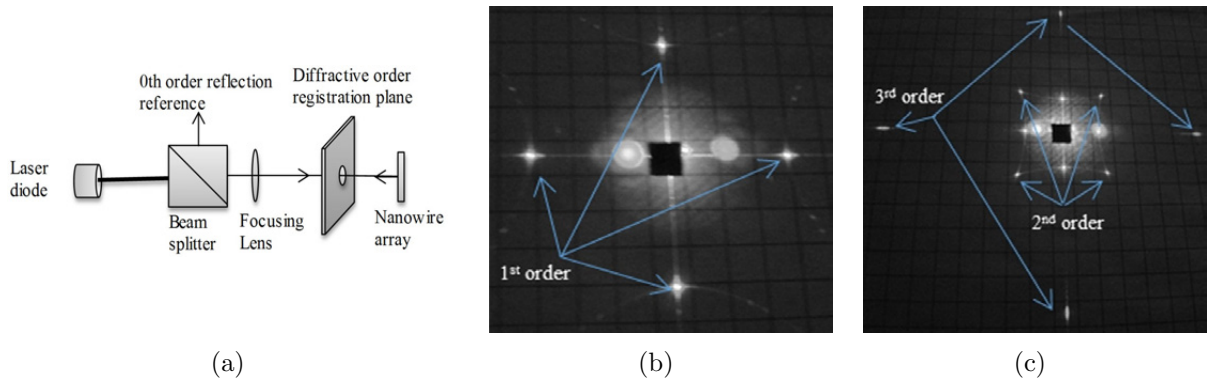 0th order reflection
reference
Diffractive order
registration plane
Laser
diode
Beam
splitter
Focusing
Lens
Nanowire
array
(a)
1st order
(b)
3rd order
2nd order
(c)